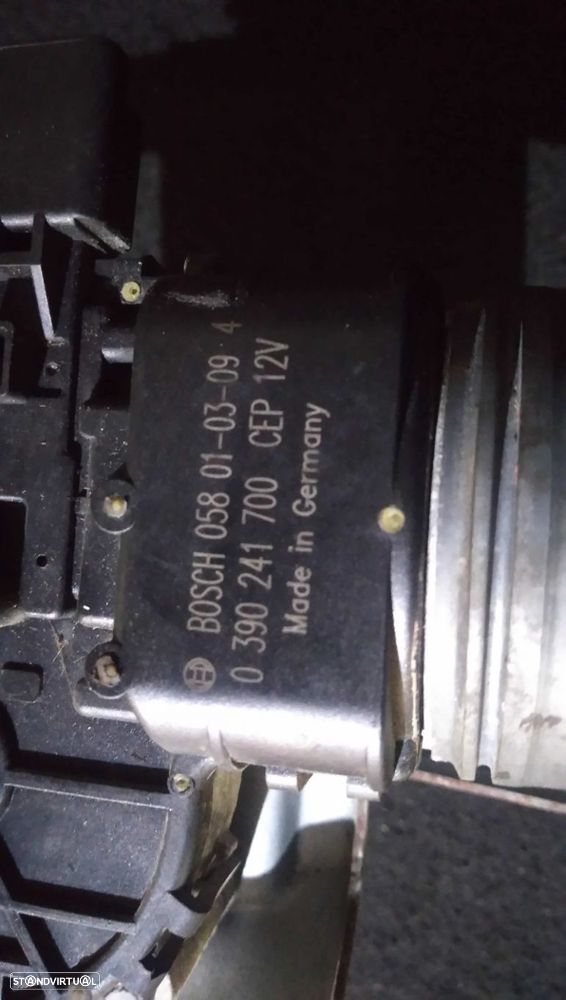 BOSCH 058 01-03-09 4
0 390 241 700 CEP 12V
Made in Germany
STANDVIRTUAL